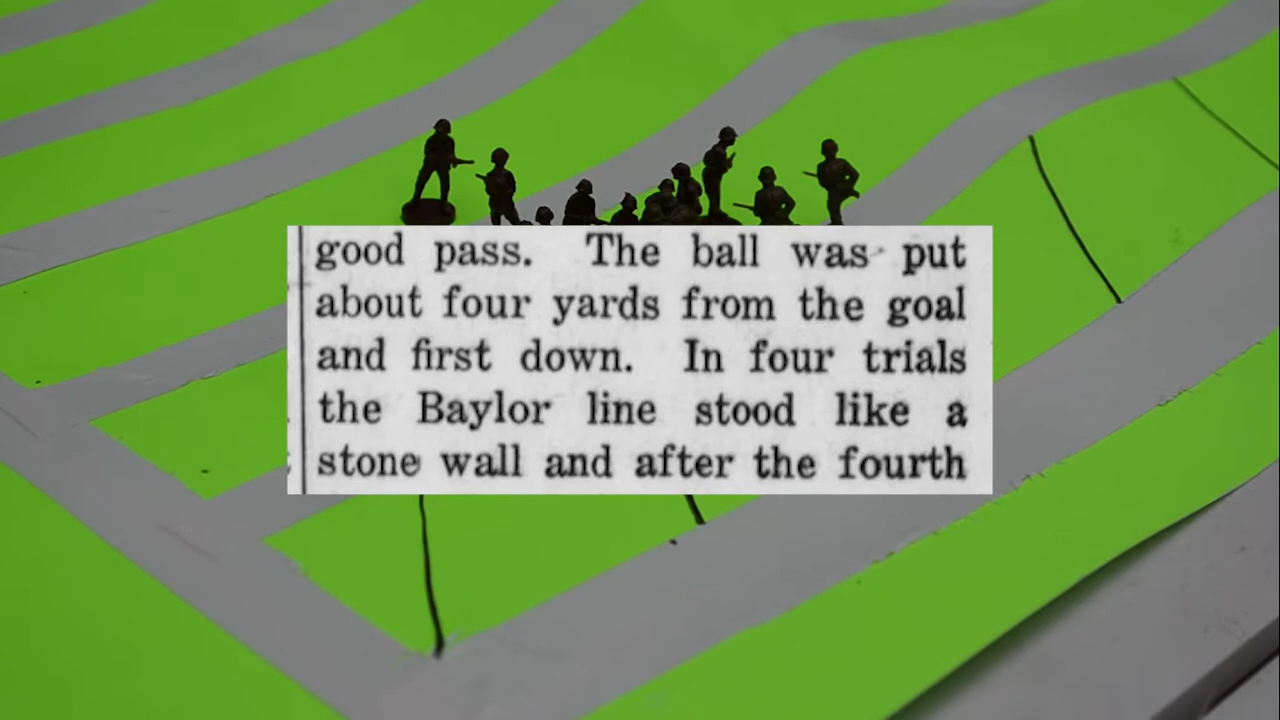 good pass. The ball was put
about four yards from the goal
and first down. In four trials
the Baylor line stood like a
stone wall and after the fourth